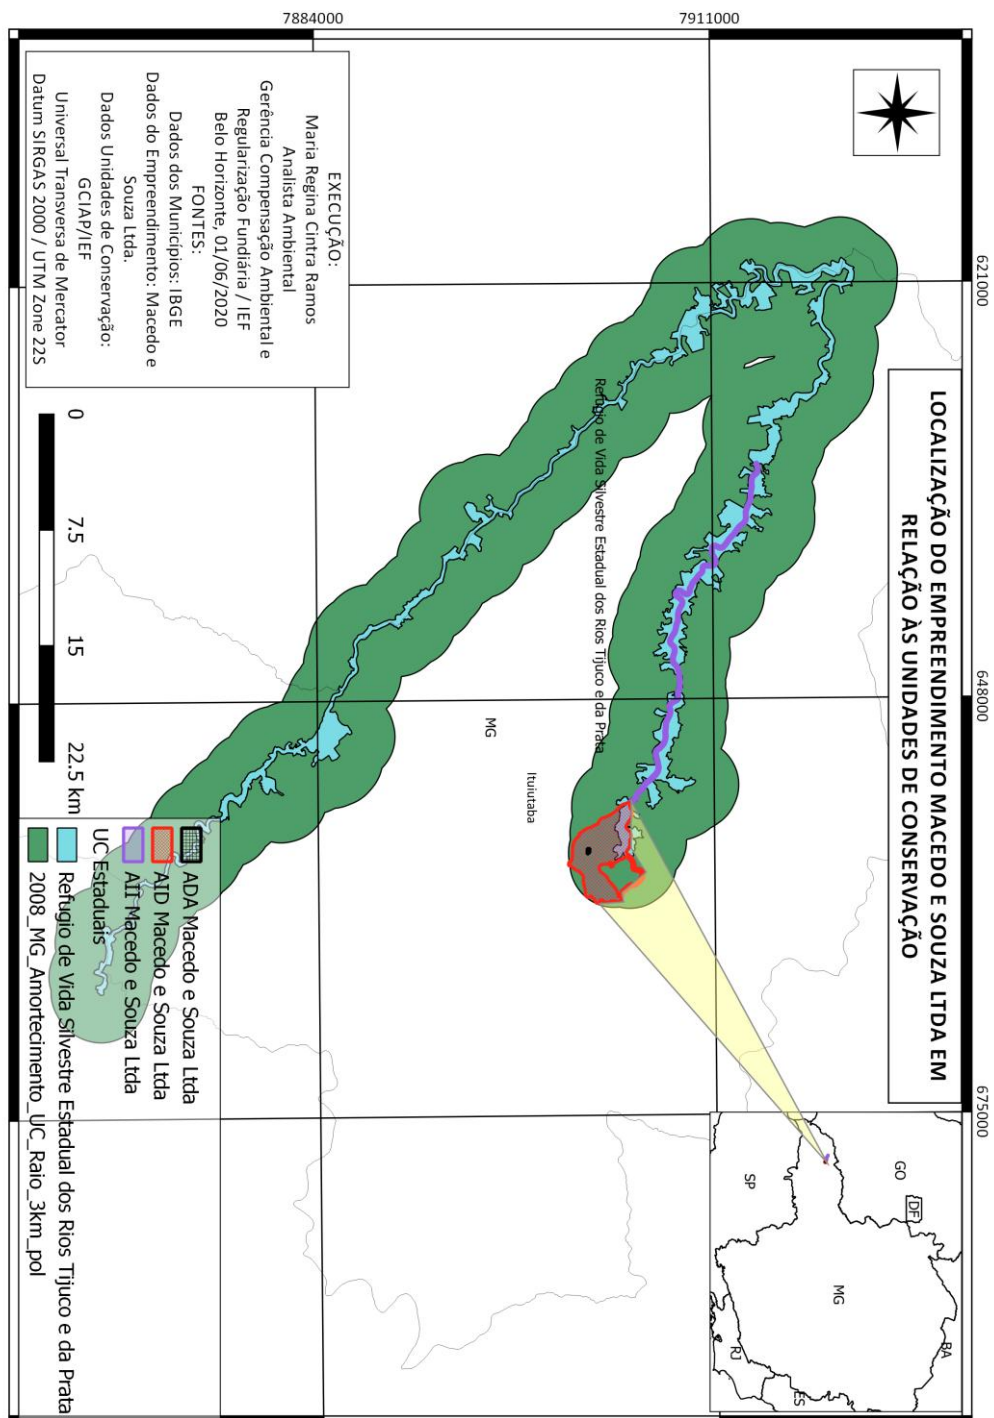 LOCALIZAÇÃO DO EMPREENDIMENTO MACEDO E SOUZA LTDA EM
RELAÇÃO ÀS UNIDADES DE CONSERVAÇÃO
621000
648000
675000
7911000
7884000
GO
DF
BA
SP
MG
RJ
ES
Refugio de Vida Silvestre Estadual dos Rios Tijuco e da Prata
Ituiutaba
MG
EXECUÇÃO:
Maria Regina Cintra Ramos
Analista Ambiental
Gerência Compensação Ambiental e
Regularização Fundiária / IEF
Belo Horizonte, 01/06/2020
FONTES:
Dados dos Municípios: IBGE
Dados do Empreendimento: Macedo e
Souza Ltda.
Dados Unidades de Conservação:
GCIAP/IEF
Universal Transversa de Mercator
Datum SIRGAS 2000 / UTM Zone 22S
0 7.5 15 22.5 km
ADA Macedo e Souza Ltda
AID Macedo e Souza Ltda
AII Macedo e Souza Ltda
UC Estaduais
Refugio de Vida Silvestre Estadual dos Rios Tijuco e da Prata
2008_MG_Amortecimento_UC_Raio_3km_pol